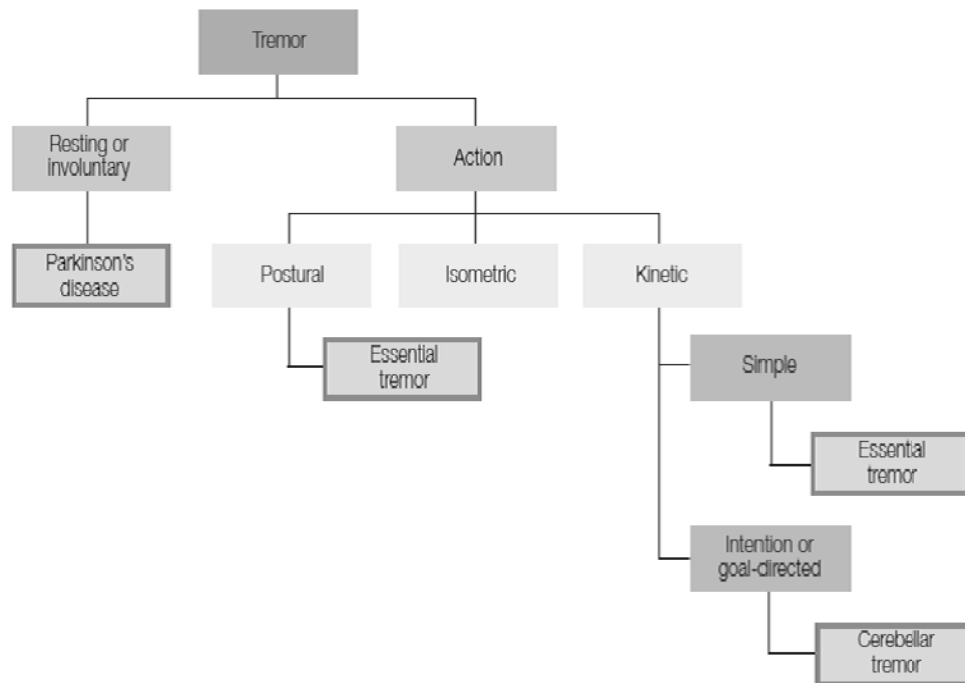 Tremor
Resting or
involuntary
Action
Parkinson's
disease
Postural
Isometric
Kinetic
Essential
tremor
Simple
Essential
tremor
Intention or
goal-directed
Cerebellar
tremor